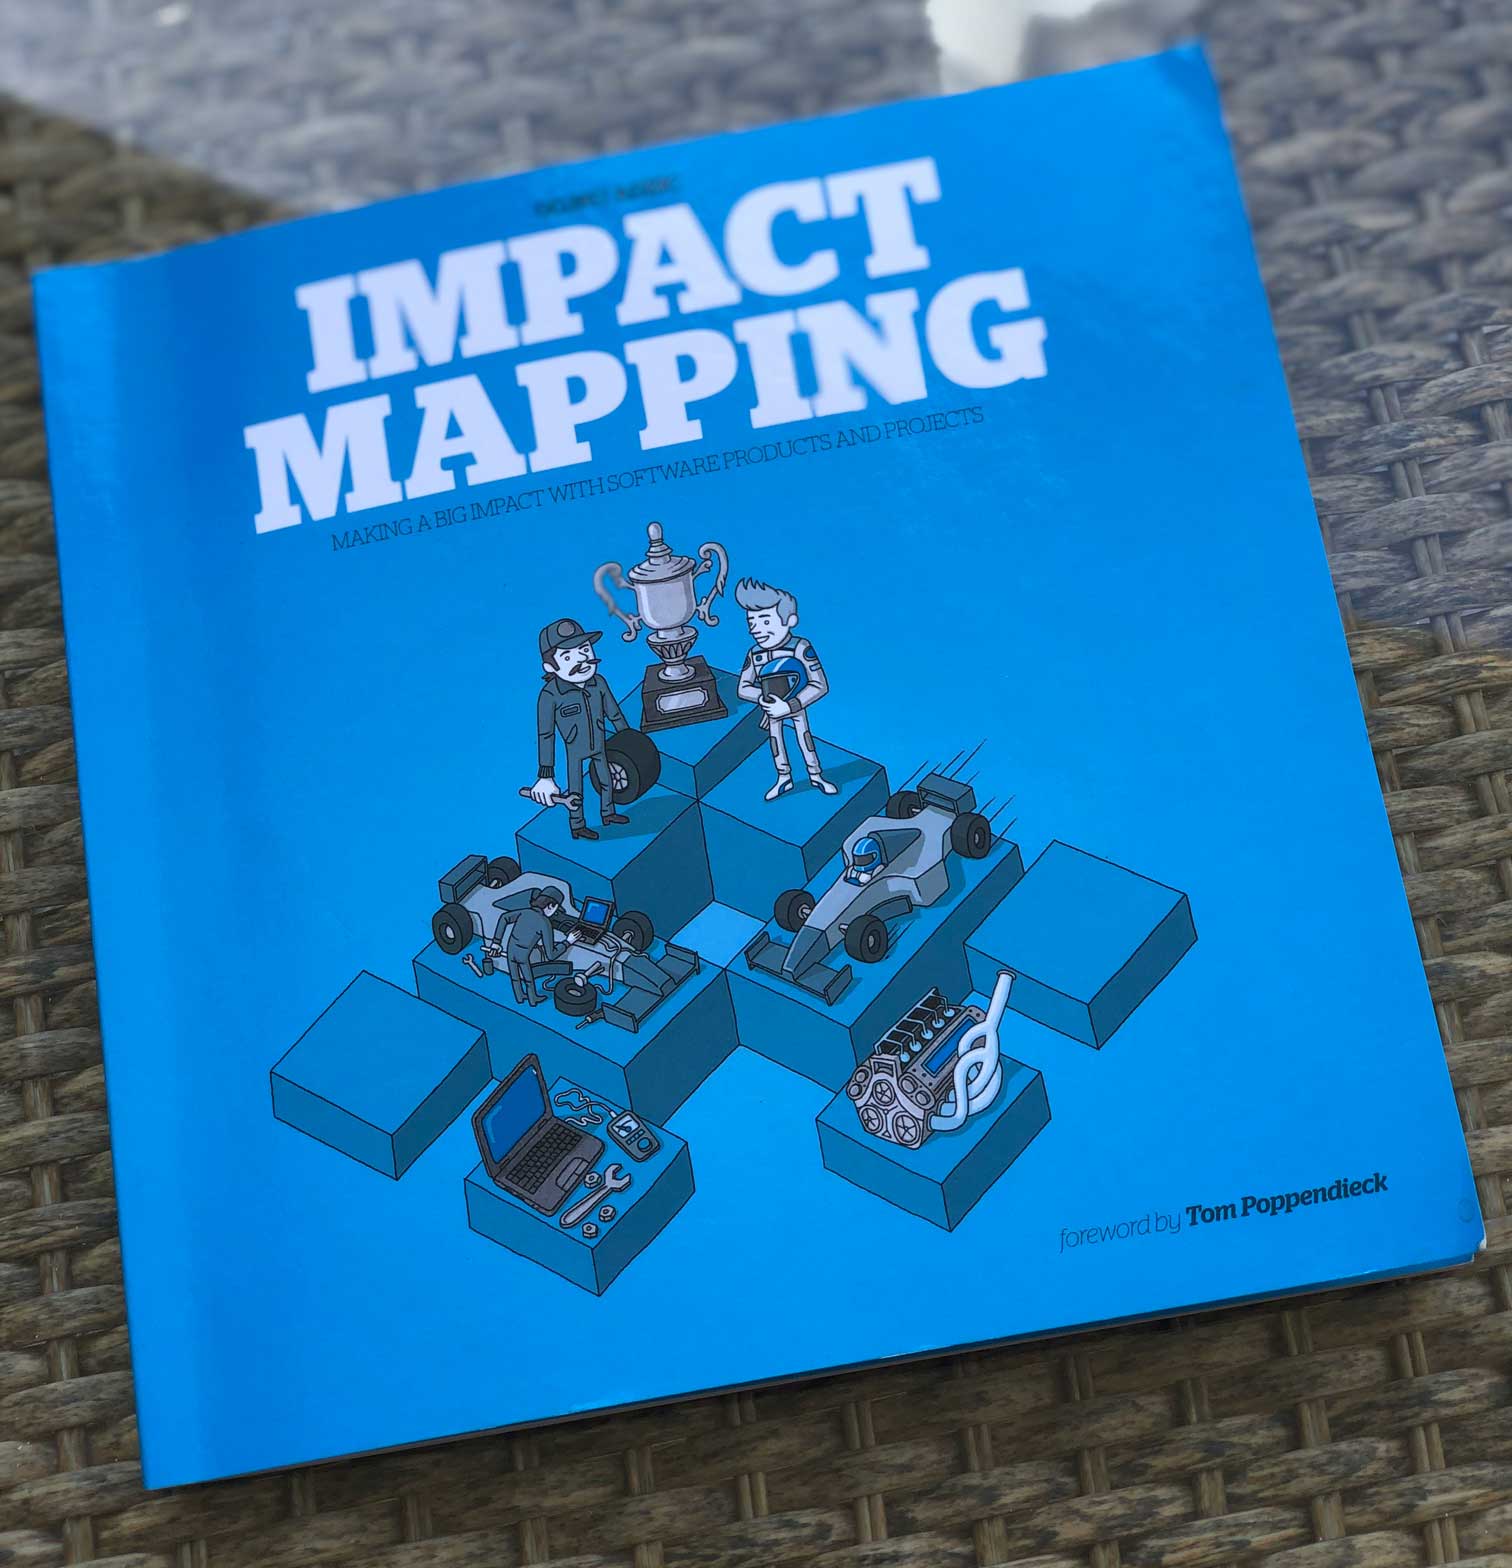 IMPACT
MAPPING
MAKING A BIG IMPACT WITH SOFTWARE PRODUCTS AND PROJECTS
foreword by Tom Poppendieck